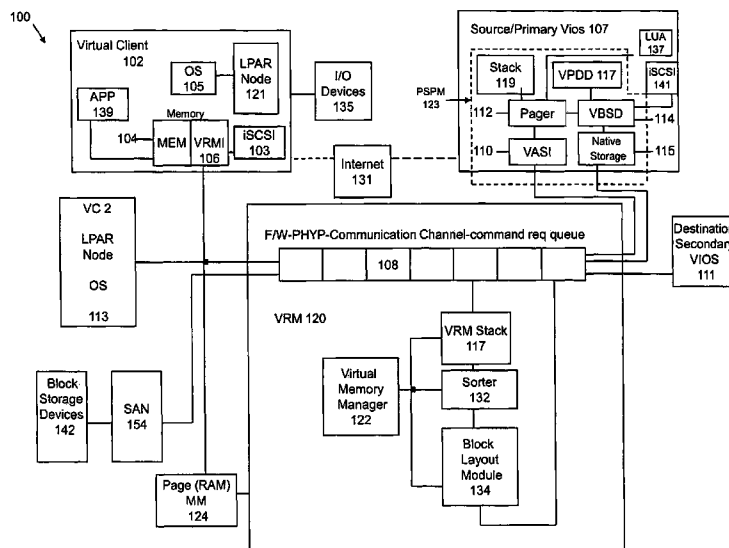 100
Virtual Client
102
OS
105
LPAR
Node
121
APP
139
Memory
104
MEM
VRMI
106
iSCSI
103
I/O
Devices
135
Internet
131
Source/Primary Vios 107
LUA
137
Stack
119
VPDD 117
iSCSI
141
PSPM
123
112
Pager
VBSD
114
110
VASI
Native
Storage
115
VC 2
LPAR
Node
OS
113
F/W-PHYP-Communication Channel-command req queue
108
Destination
Secondary
VIOS
111
VRM 120
VRM Stack
117
Virtual
Memory
Manager
122
Sorter
132
Block
Layout
Module
134
Block
Storage
Devices
142
SAN
154
Page (RAM)
MM
124